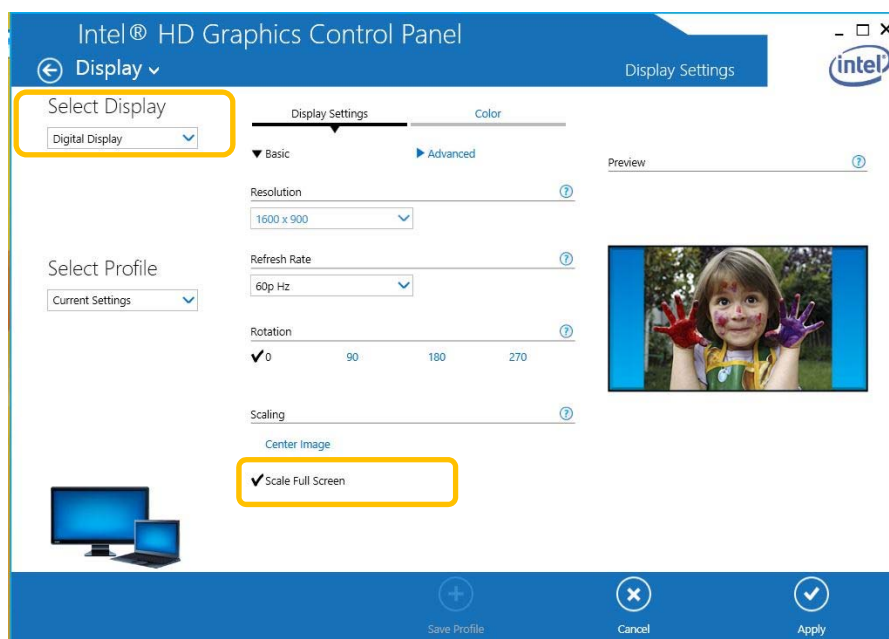 Intel® HD Graphics Control Panel
Display
Display Settings
intel
Select Display
Digital Display
Select Profile
Current Settings
Display Settings
Color
Basic
Advanced
Resolution
1600 x 900
Refresh Rate
60p Hz
Rotation
0
90
180
270
Scaling
Center Image
Scale Full Screen
Preview
Save Profile
Cancel
Apply